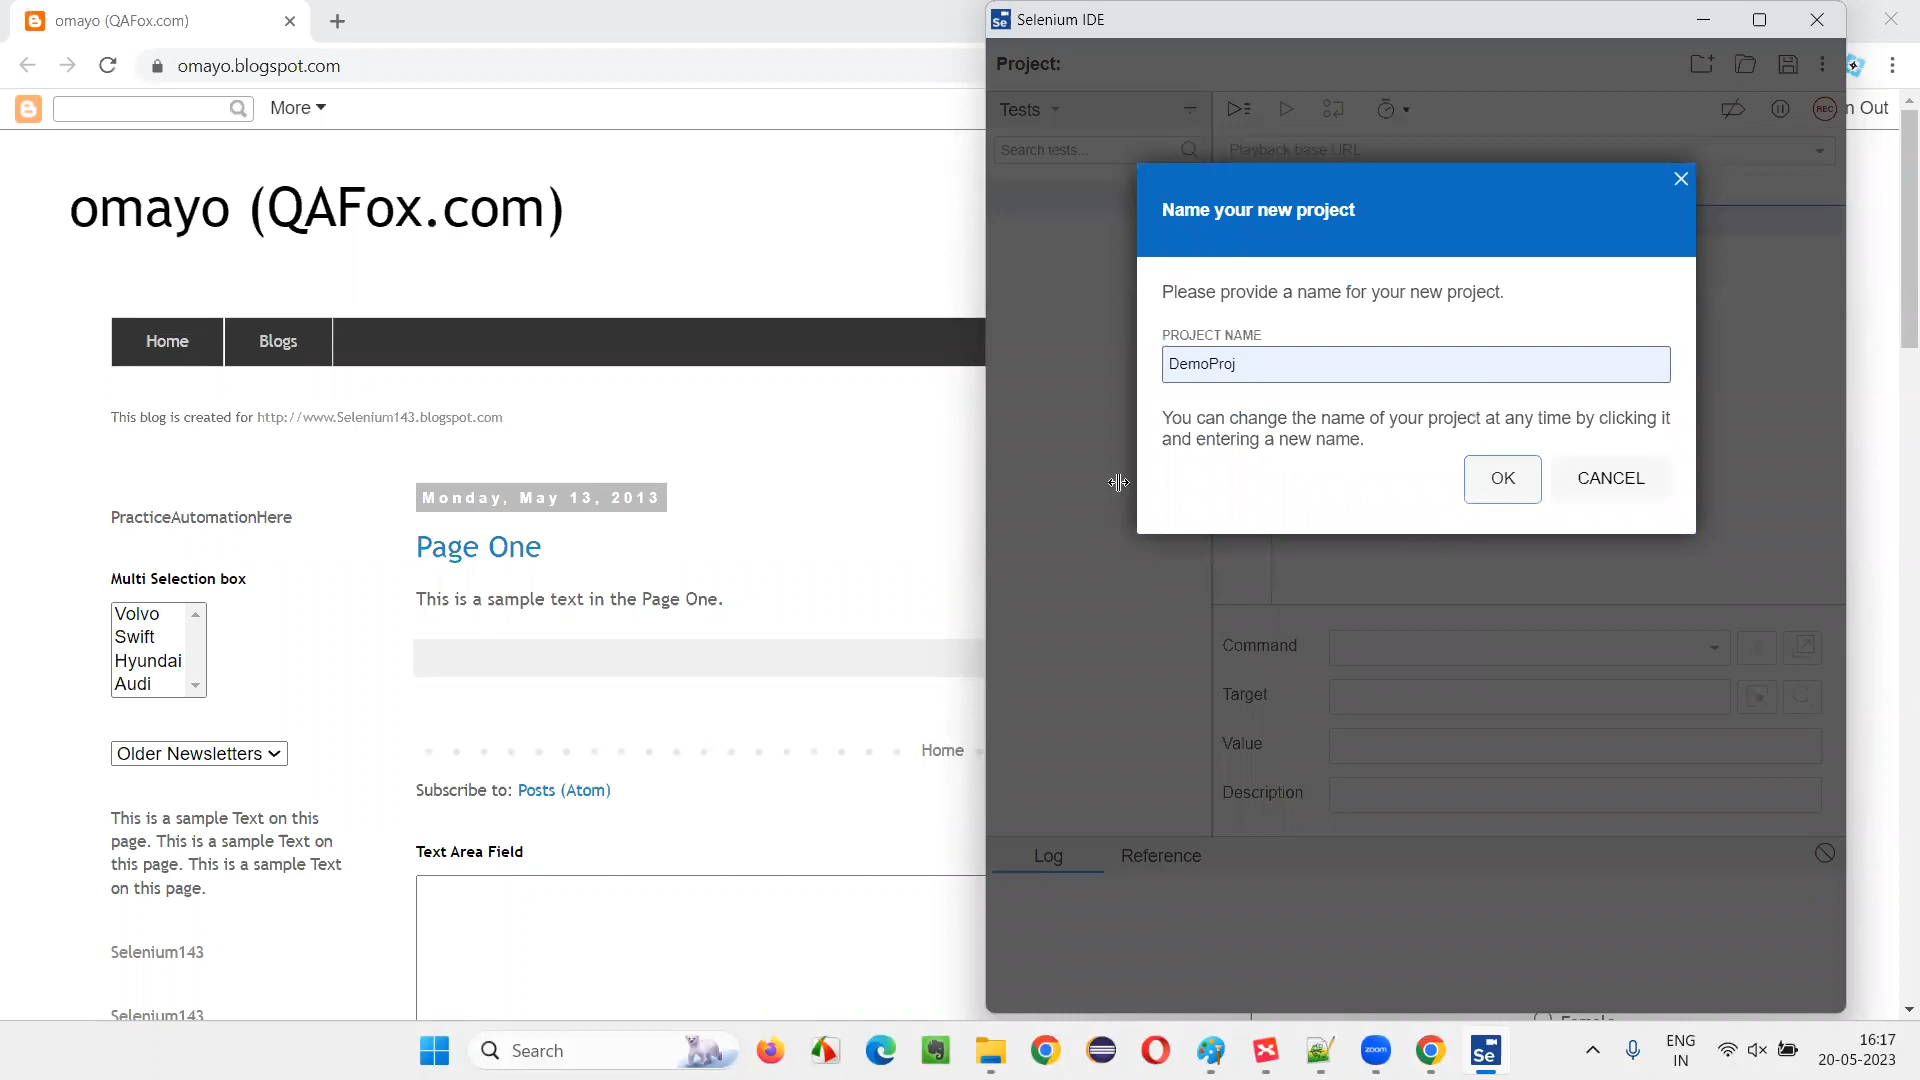 omayo (QAFox.com)
omayo.blogspot.com
More
n Out
omayo (QAFox.com)
Home
Blogs
This blog is created for http://www.Selenium143.blogspot.com
PracticeAutomationHere
Multi Selection box
Volvo
Swift
Hyundai
Audi
Older Newsletters
This is a sample Text on this
page. This is a sample Text on
this page. This is a sample Text
on this page.
Selenium143
Selenium143
Monday, May 13, 2013
Page One
This is a sample text in the Page One.
Home
Subscribe to: Posts (Atom)
Text Area Field
Se Selenium IDE
Project:
Tests
REC
Search tests...
Playback base URL
Name your new project
Please provide a name for your new project.
PROJECT NAME
DemoProj
You can change the name of your project at any time by clicking it
and entering a new name.
OK
CANCEL
Command
Target
Value
Description
Log
Reference
Female
Search
zoom
Se
ENG
IN
16:17
20-05-2023